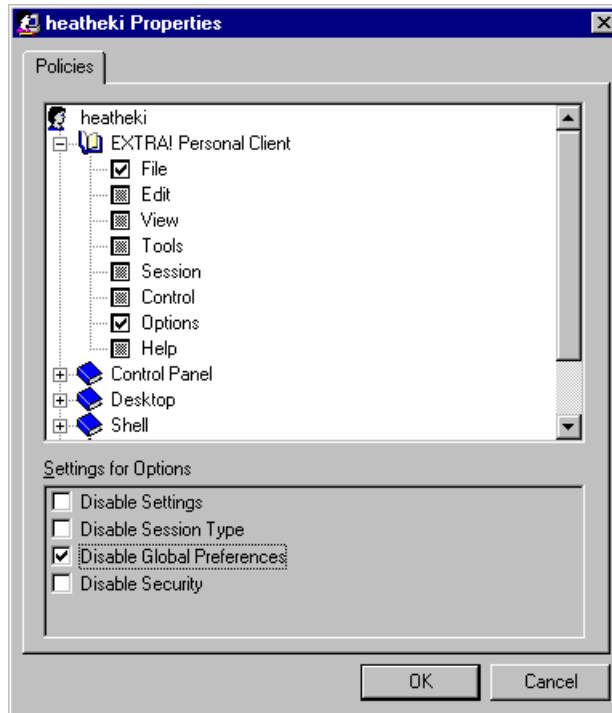 heatheki Properties
Policies
heatheki
EXTRA! Personal Client
File
Edit
View
Tools
Session
Control
Options
Help
Control Panel
Desktop
Shell
Settings for Options
Disable Settings
Disable Session Type
Disable Global Preferences
Disable Security
OK Cancel